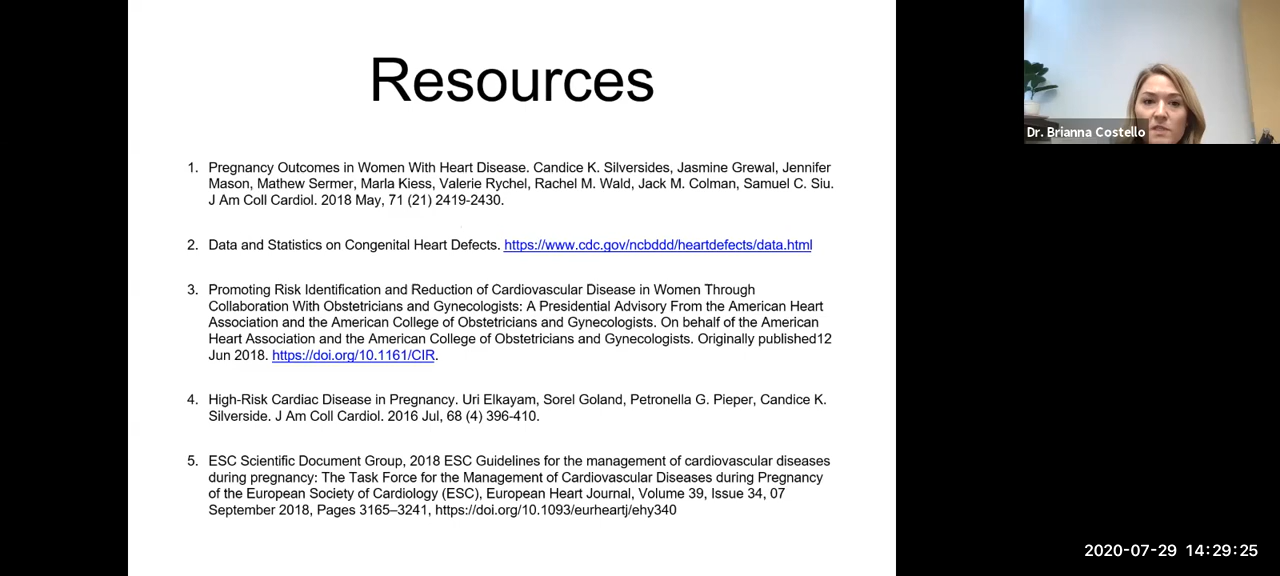 Resources
1. Pregnancy Outcomes in Women With Heart Disease. Candice K. Silversides, Jasmine Grewal, Jennifer
Mason, Mathew Sermer, Marla Kiess, Valerie Rychel, Rachel M. Wald, Jack M. Colman, Samuel C. Siu.
J Am Coll Cardiol. 2018 May, 71 (21) 2419-2430.
2. Data and Statistics on Congenital Heart Defects. https://www.cdc.gov/ncbddd/heartdefects/data.html
3. Promoting Risk Identification and Reduction of Cardiovascular Disease in Women Through
Collaboration With Obstetricians and Gynecologists: A Presidential Advisory From the American Heart
Association and the American College of Obstetricians and Gynecologists. On behalf of the American
Heart Association and the American College of Obstetricians and Gynecologists. Originally published12
Jun 2018. https://doi.org/10.1161/CIR.
4. High-Risk Cardiac Disease in Pregnancy. Uri Elkayam, Sorel Goland, Petronella G. Pieper, Candice K.
Silverside. J Am Coll Cardiol. 2016 Jul, 68 (4) 396-410.
5. ESC Scientific Document Group, 2018 ESC Guidelines for the management of cardiovascular diseases
during pregnancy: The Task Force for the Management of Cardiovascular Diseases during Pregnancy
of the European Society of Cardiology (ESC), European Heart Journal, Volume 39, Issue 34, 07
September 2018, Pages 3165–3241, https://doi.org/10.1093/eurheartj/ehy340
Dr. Brianna Costello
2020-07-29 14:29:25